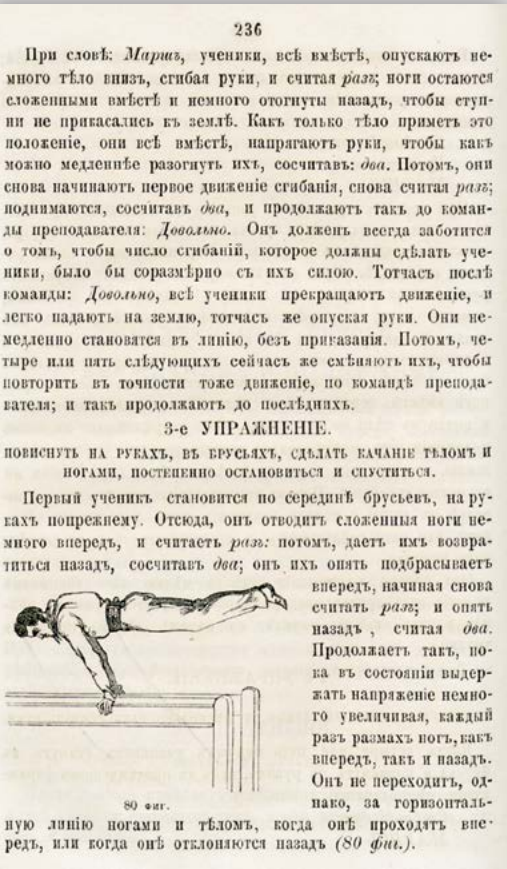 236
При словѣ: Маршъ, ученики, всѣ вмѣстѣ, опускаютъ не-
много тѣло внизъ, сгибая руки, и считая разъ; ноги остаются
сложенными вмѣстѣ и немного отогнуты назадъ, чтобы ступ-
ни не прикасались къ землѣ. Какъ только тѣло приметъ это
положеніе, они всѣ вмѣстѣ, напрягаютъ руки, чтобы какъ
можно медленнѣе разогнуть ихъ, сосчитавъ: два. Потомъ, они
снова начинаютъ первое движеніе сгибанія, снова считая разъ;
поднимаются, сосчитавъ два, и продолжаютъ такъ до коман-
ды преподавателя: Довольно. Онъ долженъ всегда заботится
о томъ, чтобы число сгибаній, которое должны сдѣлать уче-
ники, было бы соразмѣрно съ ихъ силою. Тотчасъ послѣ
команды: Довольно, всѣ ученики прекращаютъ движеніе, и
легко падаютъ на землю, тотчасъ же опуская руки. Они не-
медленно становятся въ линію, безъ приказанія. Потомъ, че-
тыре или пять слѣдующихъ сейчасъ же смѣняютъ ихъ, чтобы
повторить въ точности тоже движеніе, по командѣ препода-
вателя; и такъ продолжаютъ до послѣднихъ.
3-е УПРАЖНЕНІЕ.
ПОВИСНУТЬ НА РУКАХЪ, ВЪ БРУСЬЯХЪ, СДѢЛАТЬ КАЧАНІЕ ТѢЛОМЪ И
НОГАМИ, ПОСТЕПЕННО ОСТАНОВИТЬСЯ И СПУСТИТЬСЯ.
Первый ученикъ становится по серединѣ брусьевъ, на ру-
кахъ попрежнему. Отсюда, онъ отводитъ сложенныя ноги не-
много впередъ, и считаетъ разъ: потомъ, даетъ имъ возвра-
титься назадъ, сосчитавъ два; онъ ихъ опять подбрасываетъ
впередъ, начиная снова
считать разъ; и опять
назадъ, считая два.
Продолжаетъ такъ, по-
ка въ состояніи выдер-
жать напряженіе немно-
го увеличивая, каждый
разъ размахъ ногъ, какъ
впередъ, такъ и назадъ.
Онъ не переходитъ, од-
нако, за горизонталь-
80 фиг.
ную линію ногами и тѣломъ, когда онѣ проходятъ впе-
редъ, или когда онѣ отклоняются назадъ (80 фиг.).